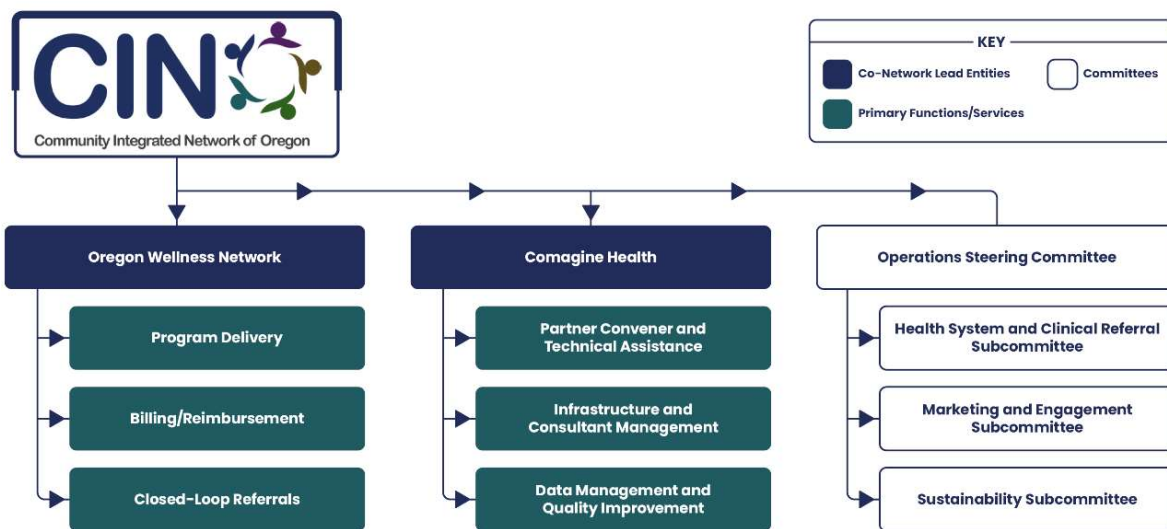 CIN
Community Integrated Network of Oregon
KEY
Co-Network Lead Entities
Committees
Primary Functions/Services
Oregon Wellness Network
Comagine Health
Operations Steering Committee
Program Delivery
Partner Convener and
Technical Assistance
Health System and Clinical Referral
Subcommittee
Billing/Reimbursement
Infrastructure and
Consultant Management
Marketing and Engagement
Subcommittee
Closed-Loop Referrals
Data Management and
Quality Improvement
Sustainability Subcommittee